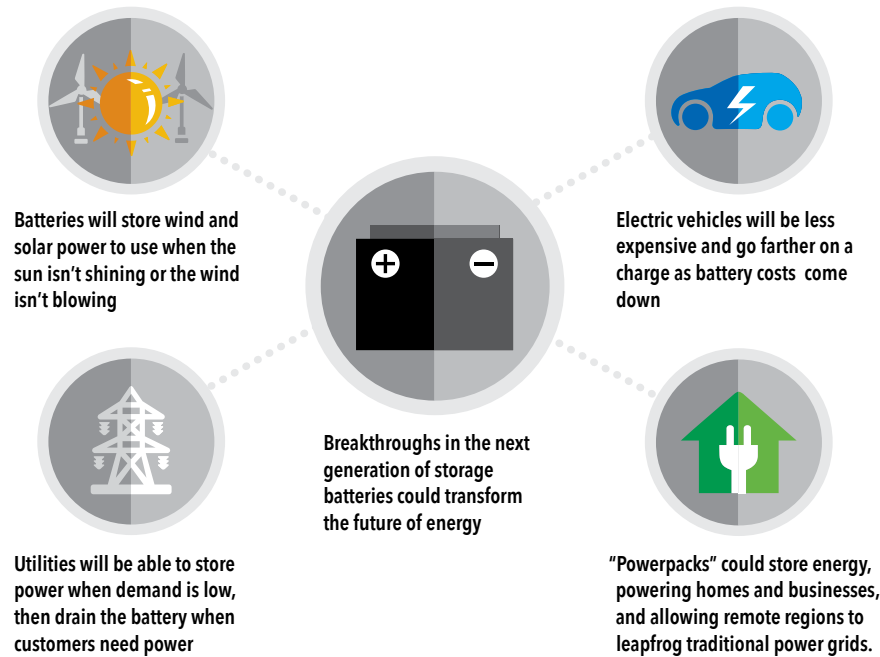 Batteries will store wind and
solar power to use when the
sun isn’t shining or the wind
isn’t blowing
Electric vehicles will be less
expensive and go farther on a
charge as battery costs  come
down
Breakthroughs in the next
generation of storage
batteries could transform
the future of energy
Utilities will be able to store
power when demand is low,
then drain the battery when
customers need power
“Powerpacks” could store energy,
powering homes and businesses,
and allowing remote regions to
leapfrog traditional power grids.